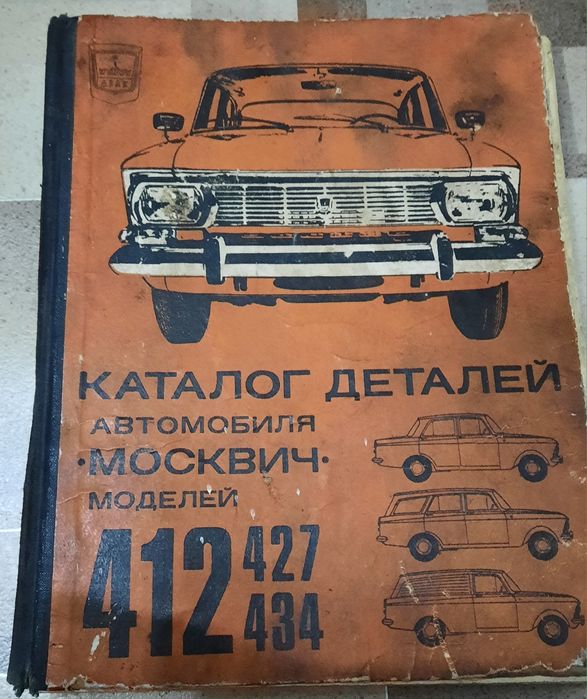 КАТАЛОГ ДЕТАЛЕЙ
АВТОМОБИЛЯ
·МОСКВИЧ·
МОДЕЛЕЙ
412 427
434